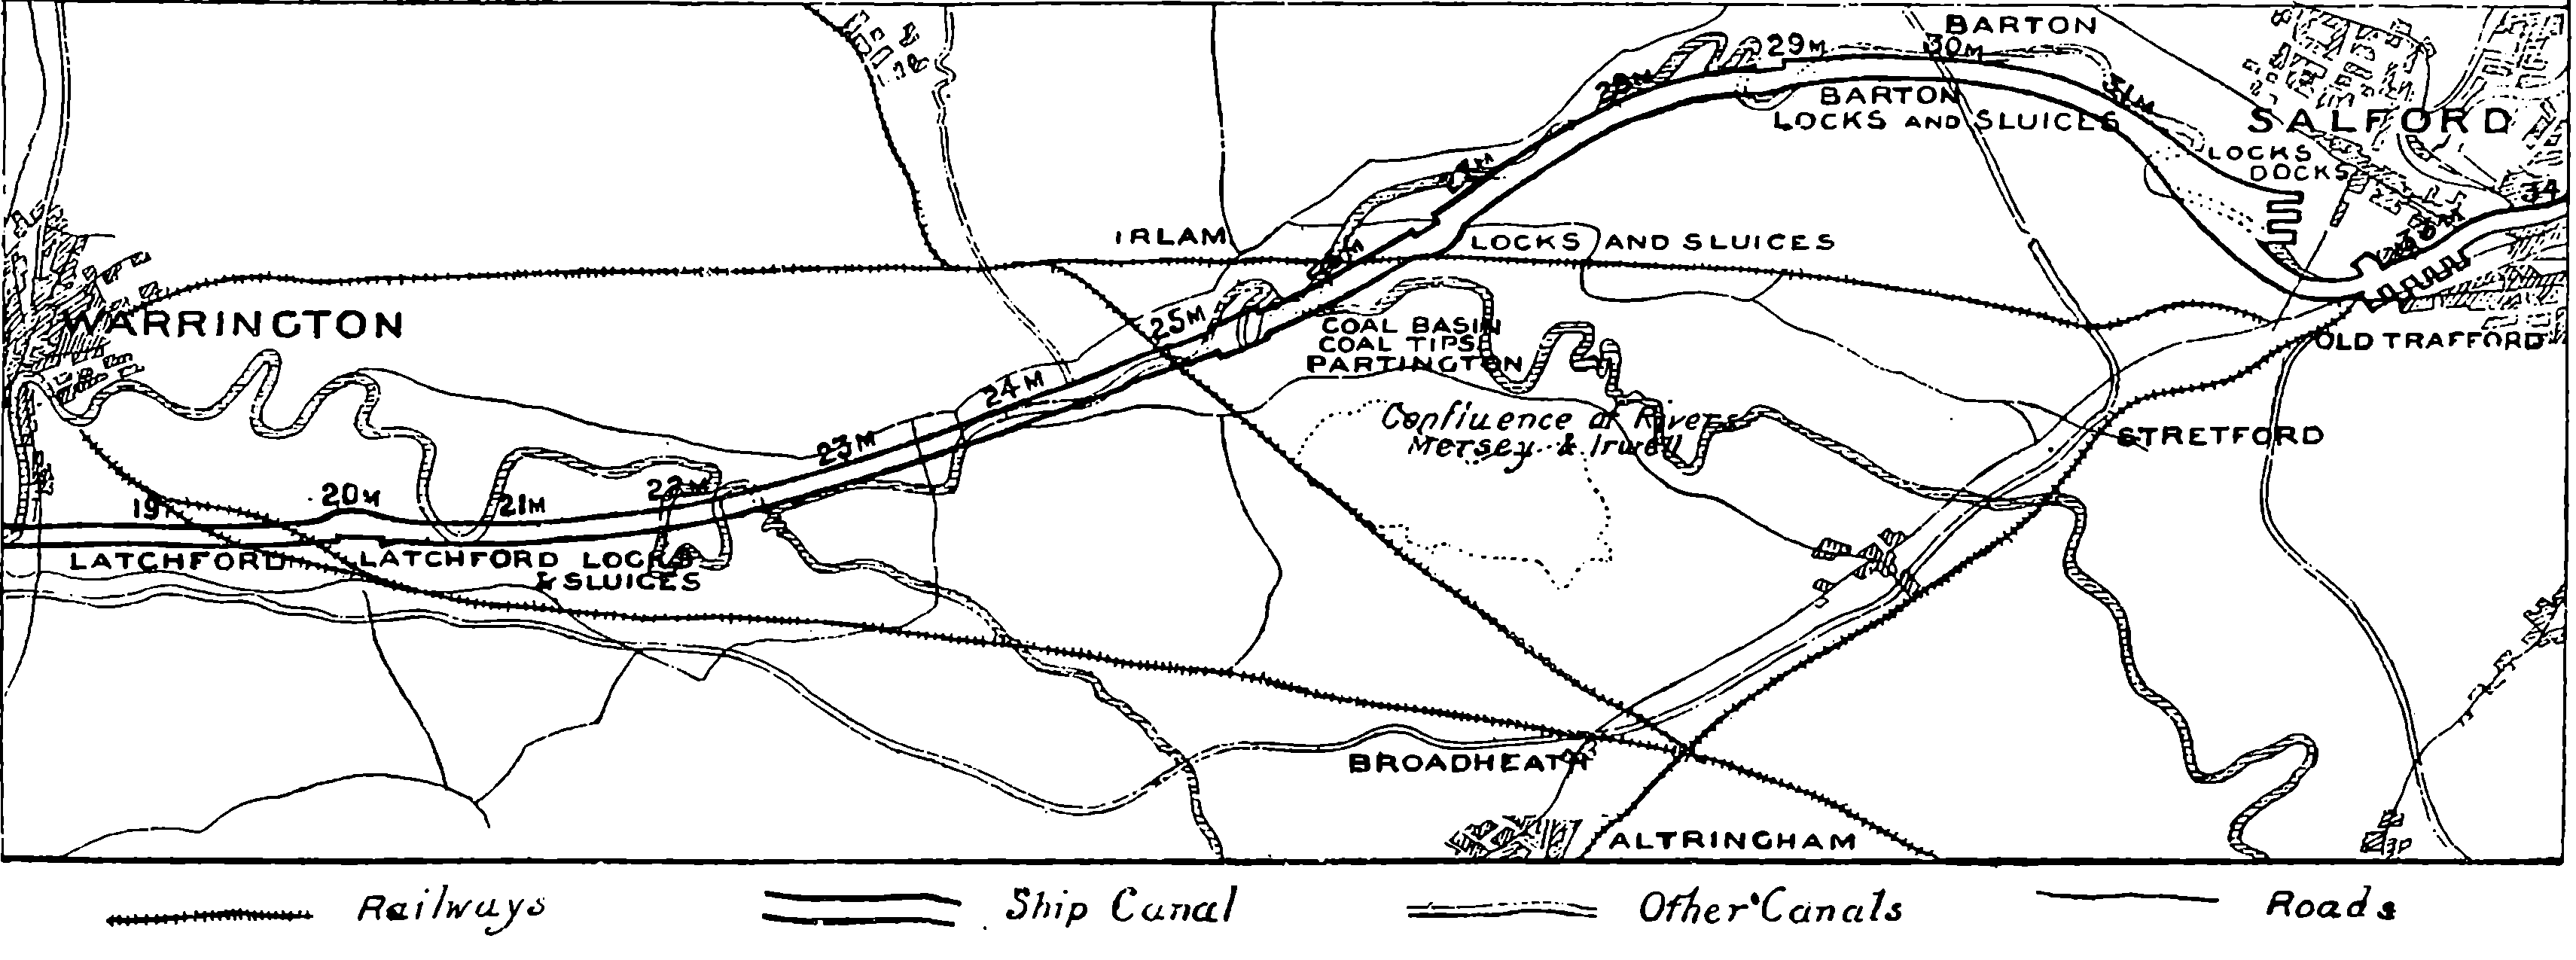 BARTON
29M
30M
28M
31M
BARTON
LOCKS AND SLUICES
SALFORD
LOCKS
DOCKS
34
IRLAM
LOCKS AND SLUICES
26M
WARRINGTON
25M
COAL BASIN
COAL TIPS
PARTINGTON
OLD TRAFFORD
24M
Confluence of Rivers
Mersey & Irwell
STRETFORD
23M
22M
19
20M
21M
LATCHFORD
LATCHFORD LOCKS
& SLUICES
BROADHEATH
ALTRINGHAM
Railways
Ship Canal
Other Canals
Roads